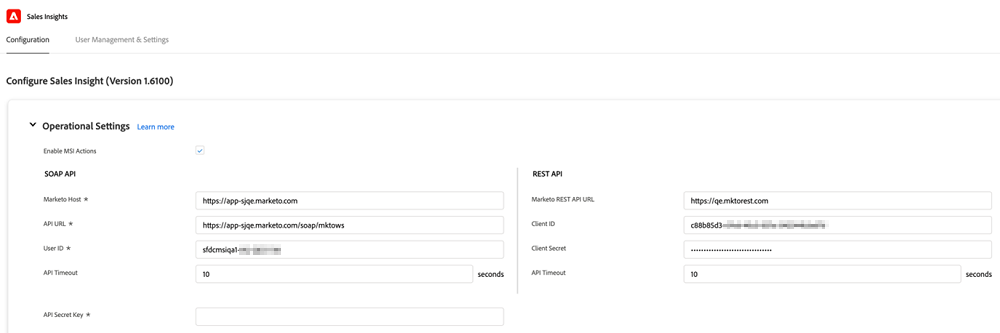 Sales Insights
Configuration User Management & Settings
Configure Sales Insight (Version 1.6100)
Operational Settings Learn more
Enable MSI Actions
SOAP API REST API
Marketo Host * https://app-sjqe.marketo.com Marketo REST API URL https://qe.mktorest.com
API URL * https://app-sjqe.marketo.com/soap/mktows Client ID c88b85d3-
User ID * sfdcmsiqa1- Client Secret ••••••••••••••••••••••••••••••••
API Timeout 10 seconds API Timeout 10 seconds
API Secret Key *